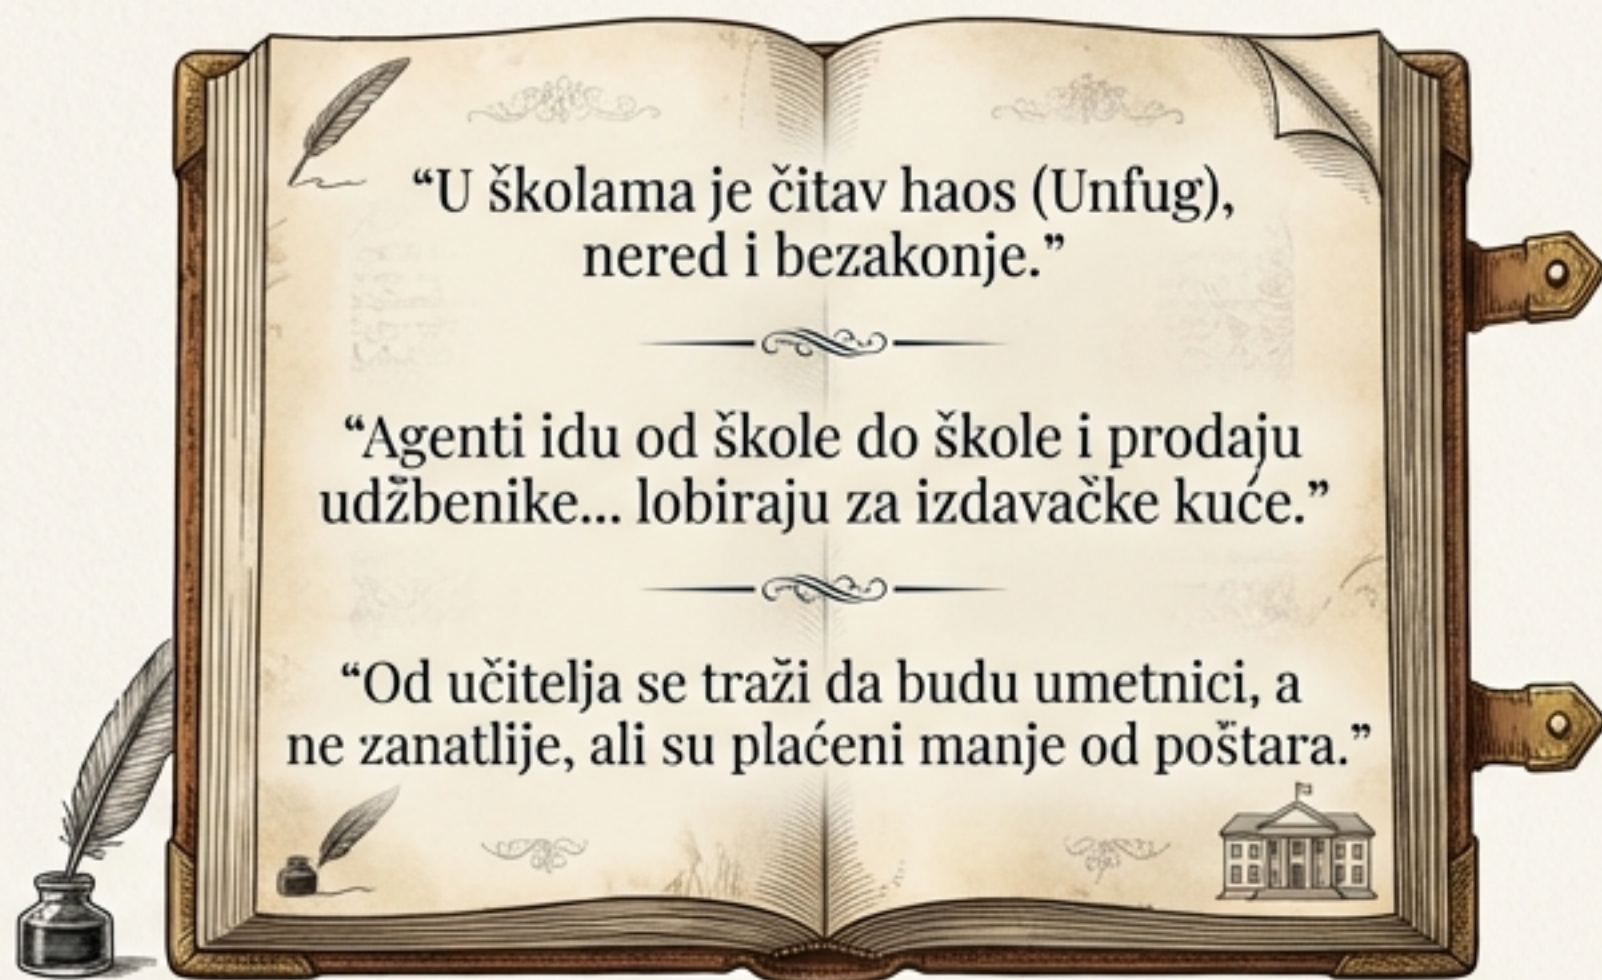 “U školama je čitav haos (Unfug),
nered i bezakonje.”
“Agenti idu od škole do škole i prodaju
udžbenike... lobiraju za izdavačke kuće.”
“Od učitelja se traži da budu umetnici, a
ne zanatlije, ali su plaćeni manje od poštara.”